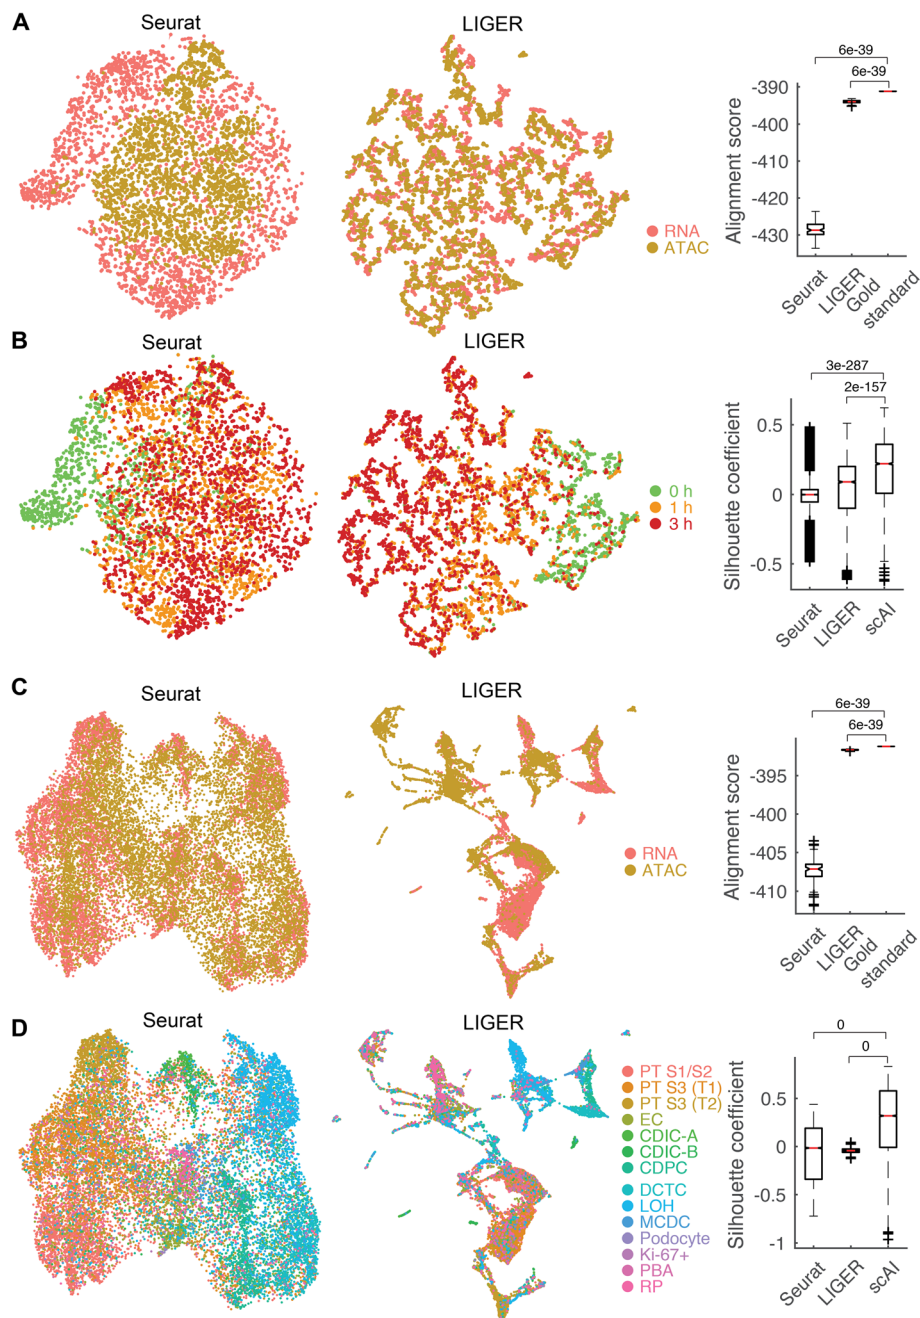 A
Seurat
LIGER
RNA
ATAC
6e-39
6e-39
Alignment score
-390
-400
-410
-420
-430
Seurat
LIGER
Gold
standard
B
Seurat
LIGER
0 h
1 h
3 h
3e-287
2e-157
Silhouette coefficient
0.5
0
-0.5
Seurat
LIGER
scAI
C
Seurat
LIGER
RNA
ATAC
6e-39
6e-39
Alignment score
-395
-400
-405
-410
Seurat
LIGER
Gold
standard
D
Seurat
LIGER
PT S1/S2
PT S3 (T1)
PT S3 (T2)
EC
CDIC-A
CDIC-B
CDPC
DCTC
LOH
MCDC
Podocyte
Ki-67+
PBA
RP
0
0
Silhouette coefficient
0.5
0
-0.5
-1
Seurat
LIGER
scAI